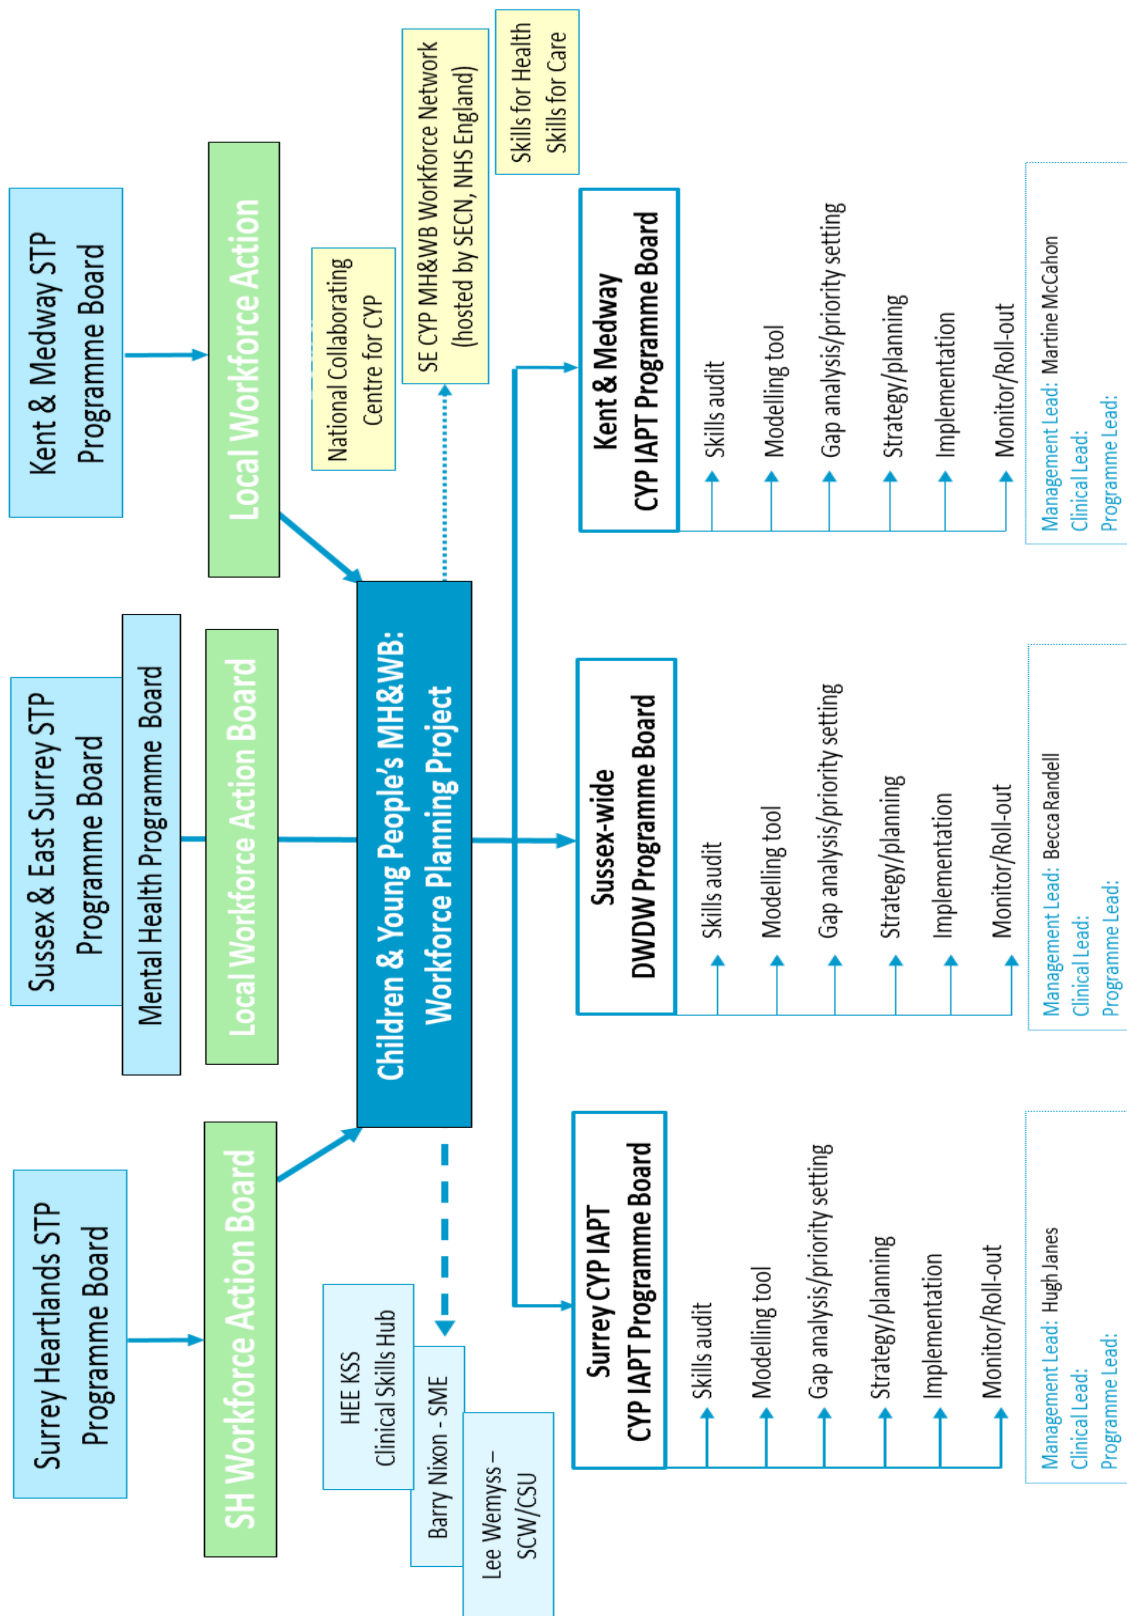 Surrey Heartlands STP
Programme Board
Sussex & East Surrey STP
Programme Board
Mental Health Programme Board
Kent & Medway STP
Programme Board
SH Workforce Action Board
Local Workforce Action Board
Local Workforce Action
HEE KSS
Clinical Skills Hub
Barry Nixon - SME
Lee Wemyss –
SCW/CSU
Children & Young People’s MH&WB:
Workforce Planning Project
National Collaborating
Centre for CYP
SE CYP MH&WB Workforce Network
(hosted by SECN, NHS England)
Skills for Health
Skills for Care
Surrey CYP IAPT
CYP IAPT Programme Board
Skills audit
Modelling tool
Gap analysis/priority setting
Strategy/planning
Implementation
Monitor/Roll-out
Management Lead: Hugh Janes
Clinical Lead:
Programme Lead:
Sussex-wide
DWDW Programme Board
Skills audit
Modelling tool
Gap analysis/priority setting
Strategy/planning
Implementation
Monitor/Roll-out
Management Lead: Becca Randell
Clinical Lead:
Programme Lead:
Kent & Medway
CYP IAPT Programme Board
Skills audit
Modelling tool
Gap analysis/priority setting
Strategy/planning
Implementation
Monitor/Roll-out
Management Lead: Martine McCahon
Clinical Lead:
Programme Lead: